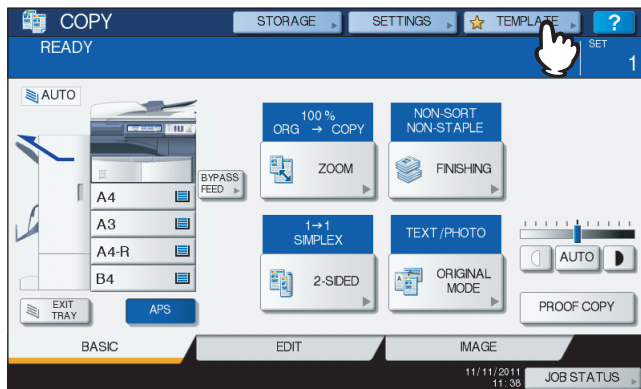 COPY
STORAGE
SETTINGS
TEMPLATE
?
READY
SET
1
AUTO
100 %
ORG → COPY
ZOOM
NON-SORT
NON-STAPLE
FINISHING
BYPASS
FEED
A4
A3
A4-R
B4
1→1
SIMPLEX
2-SIDED
TEXT/PHOTO
ORIGINAL
MODE
AUTO
EXIT
TRAY
APS
PROOF COPY
BASIC
EDIT
IMAGE
11/11/2011
11:38
JOB STATUS